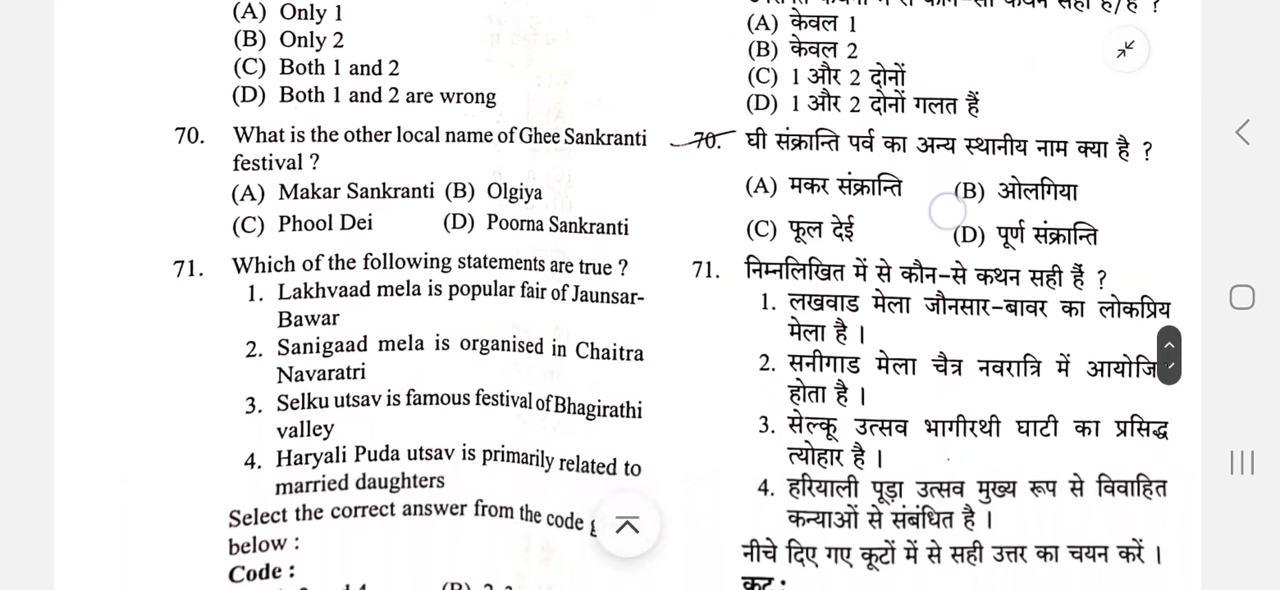 (A) Only 1
(B) Only 2
(C) Both 1 and 2
(D) Both 1 and 2 are wrong
70. What is the other local name of Ghee Sankranti
festival ?
(A) Makar Sankranti (B) Olgiya
(C) Phool Dei (D) Poorna Sankranti
71. Which of the following statements are true ?
1. Lakhvaad mela is popular fair of Jaunsar-
Bawar
2. Sanigaad mela is organised in Chaitra
Navaratri
3. Selku utsav is famous festival of Bhagirathi
valley
4. Haryali Puda utsav is primarily related to
married daughters
Select the correct answer from the code
below :
Code :
(A) केवल 1
(B) केवल 2
(C) 1 और 2 दोनों
(D) 1 और 2 दोनों गलत हैं
70. घी संक्रान्ति पर्व का अन्य स्थानीय नाम क्या है ?
(A) मकर संक्रान्ति (B) ओलगिया
(C) फूल देई (D) पूर्ण संक्रान्ति
71. निम्नलिखित में से कौन-से कथन सही हैं ?
1. लखवाड मेला जौनसार-बावर का लोकप्रिय
मेला है ।
2. सनीगाड मेला चैत्र नवरात्रि में
होता है ।
3. सेल्कू उत्सव भागीरथी घाटी का प्रसिद्ध
त्योहार है ।
4. हरियाली पूड़ा उत्सव मुख्य रूप से विवाहित
कन्याओं से संबंधित है ।
नीचे दिए गए कूटों में से सही उत्तर का चयन करें ।
कूट :